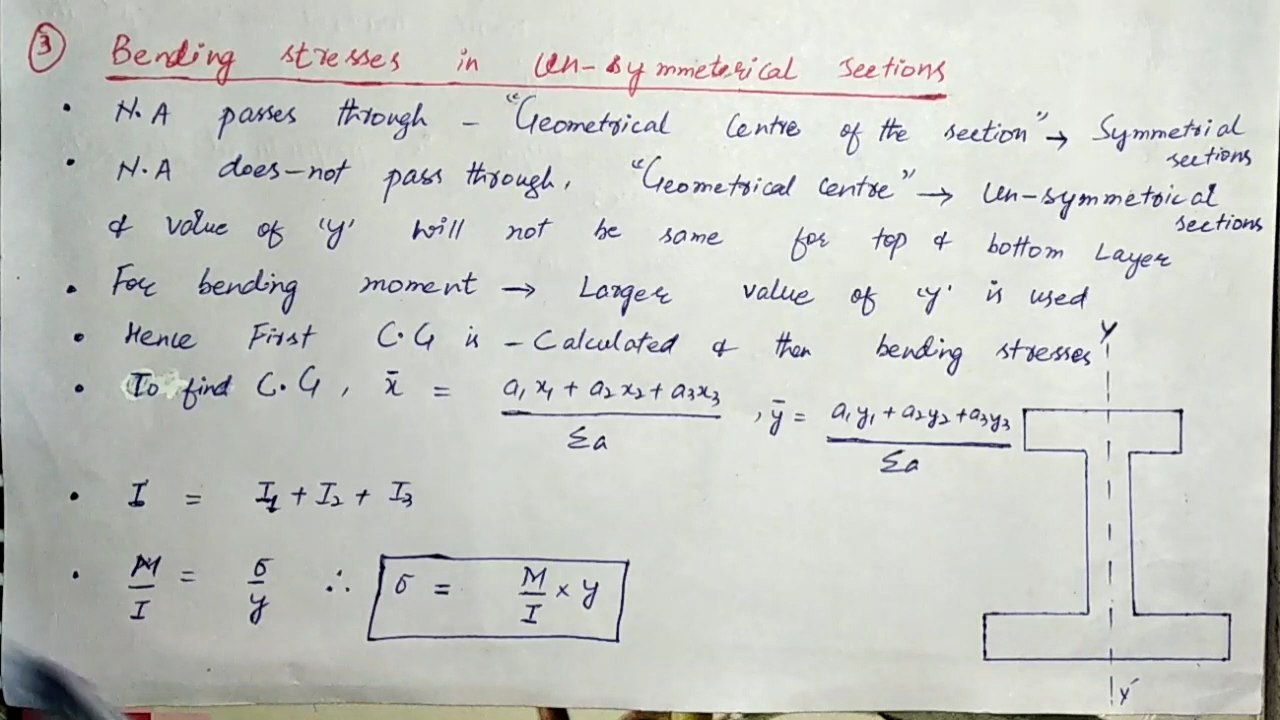 ③ Bending stresses in Un-symmeterical sections
• N.A passes through - "Geometrical Centre of the section" → Symmetrial sections
• N.A does-not pass through, "Geometrical centre" → Un-symmetrical sections
& value of 'y' will not be same for top & bottom Layer
• For bending moment → Larger value of 'y' is used
• Hence First C.G is - Calculated & then bending stresses
• To find C.G, x̄ = a₁x₁ + a₂x₂ + a₃x₃ / Σa , ȳ = a₁y₁ + a₂y₂ + a₃y₃ / Σa
• I = I₁ + I₂ + I₃
• M/I = σ/y ∴ σ = M/I × y
Y
Y'